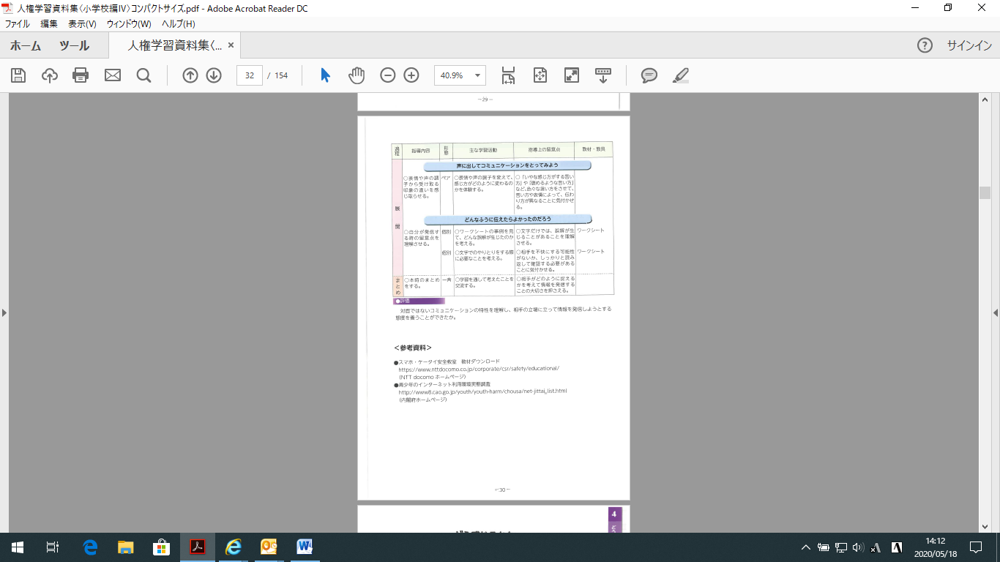 人権学習資料集〈小学校編Ⅳ〉コンパクトサイズ.pdf - Adobe Acrobat Reader DC
ファイル 編集 表示(V) ウィンドウ(W) ヘルプ(H)
ホーム ツール 人権学習資料集〈... × サインイン
32 / 154 40.9%
－29－
過程 指導内容 形態 主な学習活動 指導上の留意点 教材・教具
声に出してコミュニケーションをとってみよう
展開
○表情や声の調
子から受け取る
印象の違いを感
じ取らせる。
ペア
○表情や声の調子を変えて、
感じ方がどのように変わるの
かを体験する。
○「いやな感じ方がする言い
方」や「褒めるような言い方」
など、色々な言い方をさせて、
言い方や表情によって、伝わ
り方が異なることに気付かせ
る。
どんなふうに伝えたらよかったのだろう
○自分が発信す
る時の留意点を
理解させる。
個別
○ワークシートの事例を見
て、どんな誤解が生じたのか
を考える。
○文字だけでは、誤解が生
じることがあることを理解
させる。
ワークシート
個別
○文字でのやりとりをする際
に必要なことを考える。
○相手を不快にする可能性
がないか、しっかりと読み
返して確認する必要がある
ことに気付かせる。
ワークシート
まとめ
○本時のまとめ
をする。
一斉
○学習を通して考えたことを
交流する。
○相手がどのように捉える
かを考えて情報を発信する
ことの大切さを押さえる。
●評価
対面ではないコミュニケーションの特性を理解し、相手の立場に立って情報を発信しようとする
態度を養うことができたか。
＜参考資料＞
●スマホ・ケータイ安全教室 教材ダウンロード
https://www.nttdocomo.co.jp/corporate/csr/safety/educational/
（NTT docomo ホームページ）
●青少年のインターネット利用環境実態調査
http://www8.cao.go.jp/youth/youth-harm/chousa/net-jittai_list.html
（内閣府ホームページ）
－30－
4
ど
14:12
2020/05/18